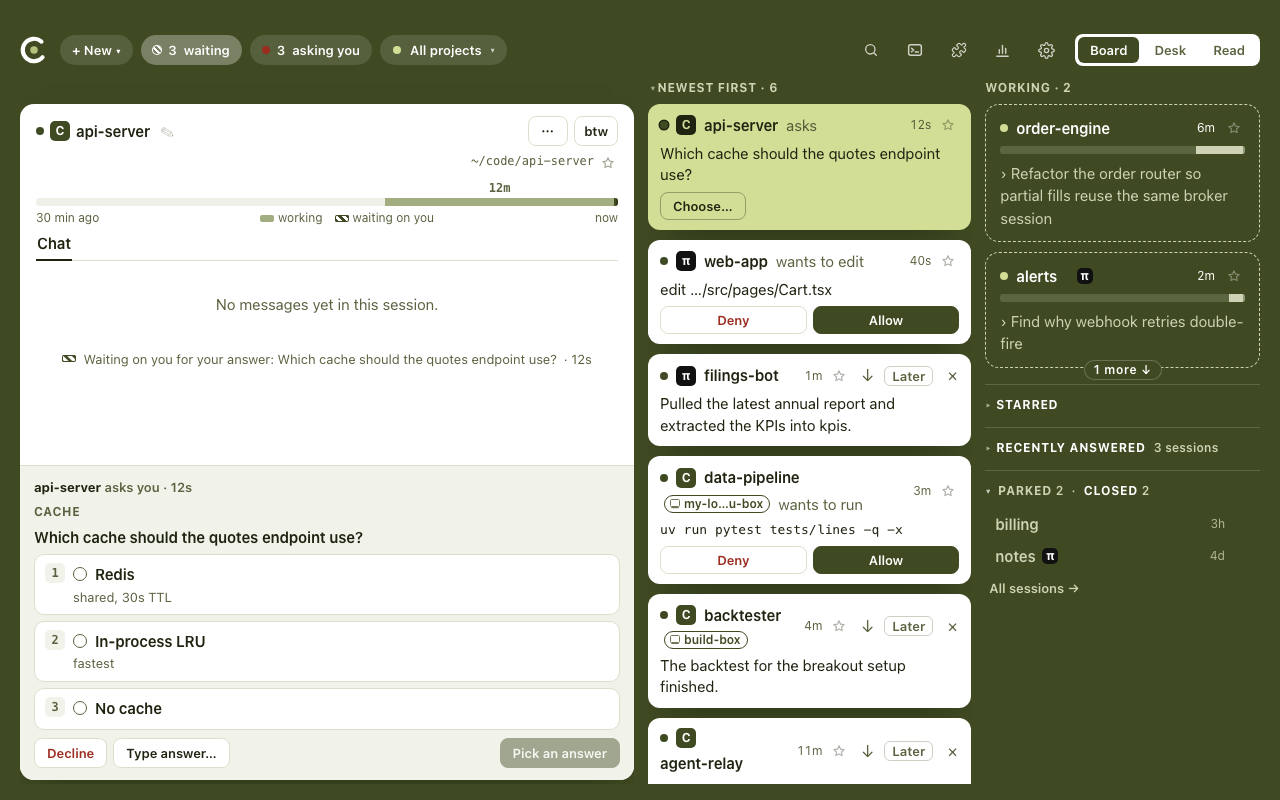 + New ▾
3 waiting
3 asking you
All projects ▾
Board
Desk
Read
C api-server
...
btw
~/code/api-server
12m
30 min ago
working
waiting on you
now
Chat
No messages yet in this session.
Waiting on you for your answer: Which cache should the quotes endpoint use? · 12s
api-server asks you · 12s
CACHE
Which cache should the quotes endpoint use?
1 Redis
shared, 30s TTL
2 In-process LRU
fastest
3 No cache
Decline
Type answer...
Pick an answer
▾ NEWEST FIRST · 6
C api-server asks 12s
Which cache should the quotes endpoint
use?
Choose...
π web-app wants to edit 40s
edit .../src/pages/Cart.tsx
Deny
Allow
π filings-bot 1m ↓ Later ×
Pulled the latest annual report and
extracted the KPIs into kpis.
C data-pipeline
my-lo...u-box wants to run 3m
uv run pytest tests/lines -q -x
Deny
Allow
C backtester 4m ↓ Later ×
build-box
The backtest for the breakout setup
finished.
C
agent-relay 11m ↓ Later ×
WORKING · 2
order-engine 6m
› Refactor the order router so
partial fills reuse the same broker
session
alerts π 2m
› Find why webhook retries double-
fire
1 more ↓
▸ STARRED
▸ RECENTLY ANSWERED 3 sessions
▾ PARKED 2 · CLOSED 2
billing 3h
notes π 4d
All sessions →